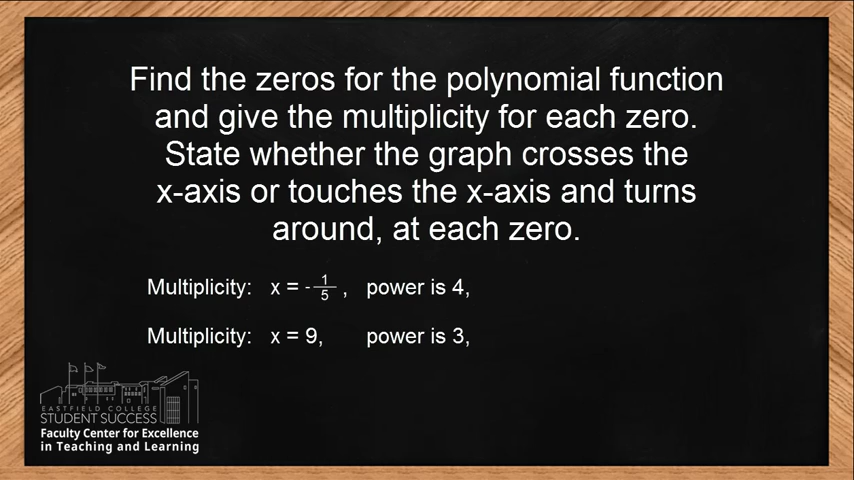 Find the zeros for the polynomial function
and give the multiplicity for each zero.
State whether the graph crosses the
x-axis or touches the x-axis and turns
around, at each zero.
Multiplicity: x = -1/5 , power is 4,
Multiplicity: x = 9, power is 3,
EASTFIELD COLLEGE
STUDENT SUCCESS
Faculty Center for Excellence
in Teaching and Learning